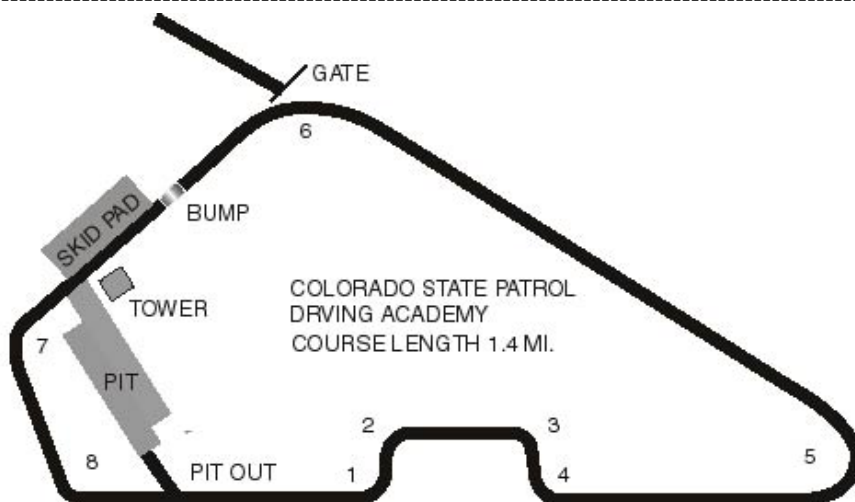 GATE
6
SKID PAD
BUMP
TOWER
COLORADO STATE PATROL
DRVING ACADEMY
COURSE LENGTH 1.4 MI.
7
PIT
2
3
8
PIT OUT
1
4
5